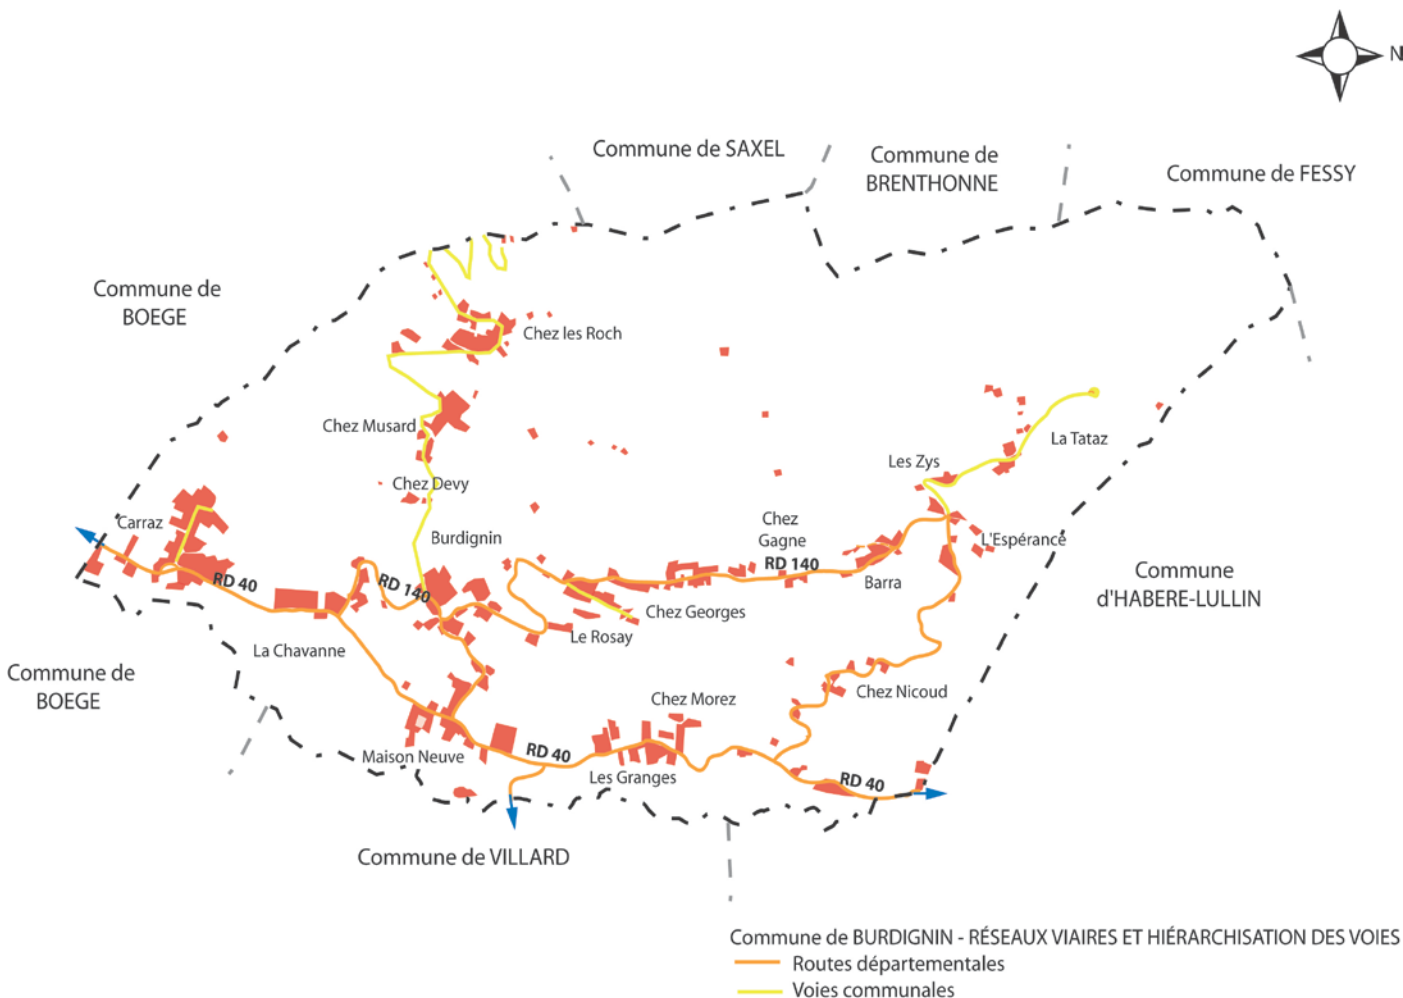 N
Commune de SAXEL
Commune de
BRENTHONNE
Commune de FESSY
Commune de
BOEGE
Chez les Roch
Chez Musard
La Tataz
Les Zys
Chez Devy
Carraz
Burdignin
Chez
Gagne
L'Espérance
RD 140
RD 40
RD 140
Barra
Commune
d'HABERE-LULLIN
Chez Georges
Le Rosay
La Chavanne
Commune de
BOEGE
Chez Nicoud
Chez Morez
Maison Neuve
RD 40
Les Granges
RD 40
Commune de VILLARD
Commune de BURDIGNIN - RÉSEAUX VIAIRES ET HIÉRARCHISATION DES VOIES
Routes départementales
Voies communales